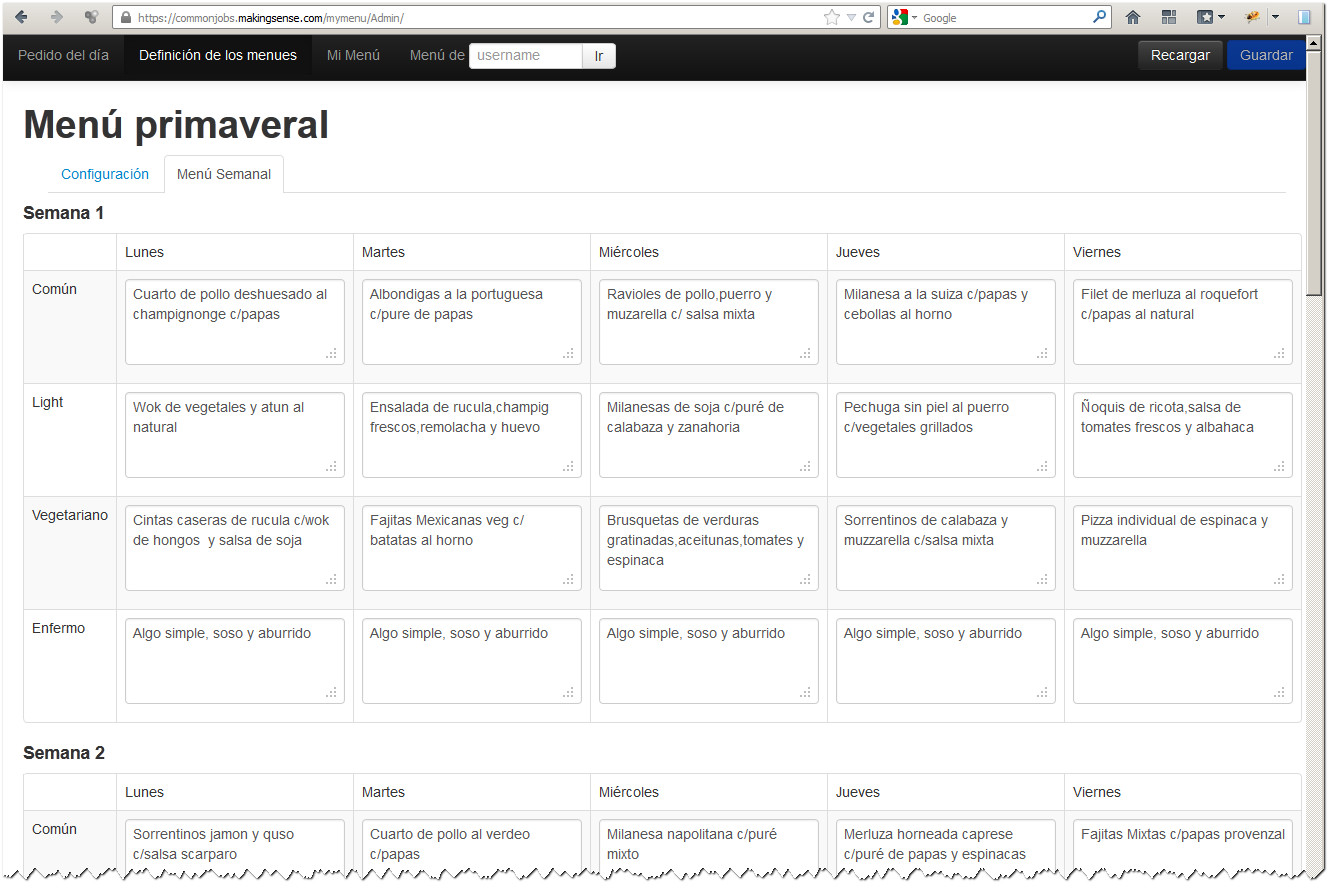 https://commonjobs.makingsense.com/mymenu/Admin/
Google
Pedido del día
Definición de los menues
Mi Menú
Menú de
username
Ir
Recargar
Guardar
Menú primaveral
Configuración
Menú Semanal
Semana 1
Lunes
Martes
Miércoles
Jueves
Viernes
Común
Cuarto de pollo deshuesado al
champignonge c/papas
Albondigas a la portuguesa
c/pure de papas
Ravioles de pollo,puerro y
muzarella c/ salsa mixta
Milanesa a la suiza c/papas y
cebollas al horno
Filet de merluza al roquefort
c/papas al natural
Light
Wok de vegetales y atun al
natural
Ensalada de rucula,champig
frescos,remolacha y huevo
Milanesas de soja c/puré de
calabaza y zanahoria
Pechuga sin piel al puerro
c/vegetales grillados
Ñoquis de ricota,salsa de
tomates frescos y albahaca
Vegetariano
Cintas caseras de rucula c/wok
de hongos  y salsa de soja
Fajitas Mexicanas veg c/
batatas al horno
Brusquetas de verduras
gratinadas,aceitunas,tomates y
espinaca
Sorrentinos de calabaza y
muzzarella c/salsa mixta
Pizza individual de espinaca y
muzzarella
Enfermo
Algo simple, soso y aburrido
Algo simple, soso y aburrido
Algo simple, soso y aburrido
Algo simple, soso y aburrido
Algo simple, soso y aburrido
Semana 2
Lunes
Martes
Miércoles
Jueves
Viernes
Común
Sorrentinos jamon y quso
c/salsa scarparo
Cuarto de pollo al verdeo
c/papas
Milanesa napolitana c/puré
mixto
Merluza horneada caprese
c/puré de papas y espinacas
Fajitas Mixtas c/papas provenzal